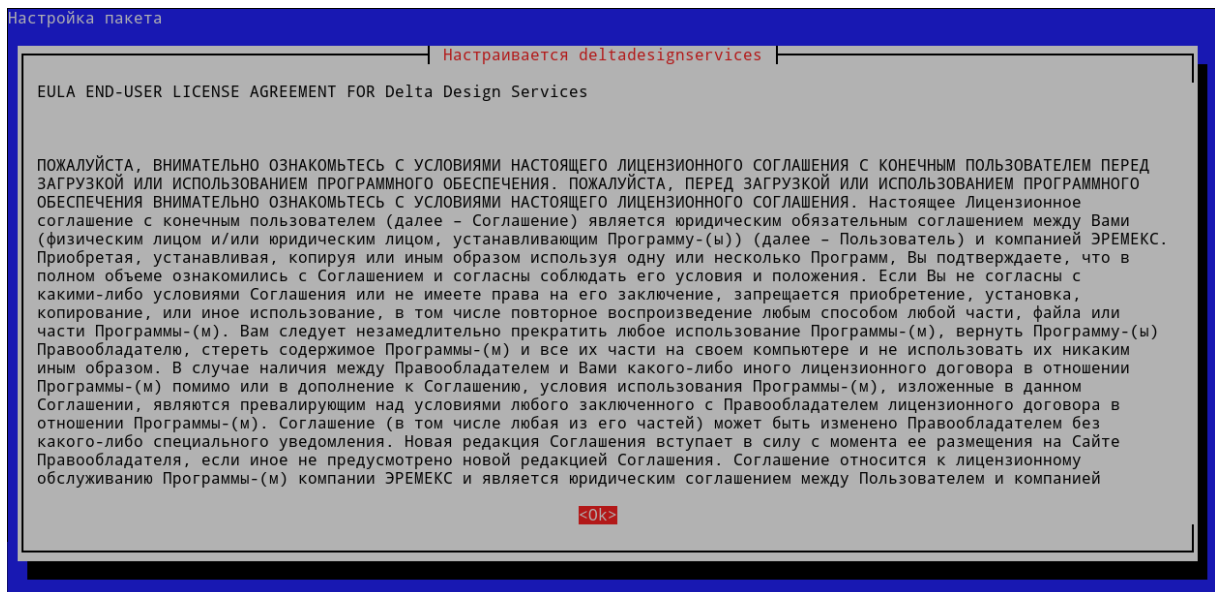 Настройка пакета
Настраивается deltadesignservices
EULA END-USER LICENSE AGREEMENT FOR Delta Design Services
ПОЖАЛУЙСТА, ВНИМАТЕЛЬНО ОЗНАКОМЬТЕСЬ С УСЛОВИЯМИ НАСТОЯЩЕГО ЛИЦЕНЗИОННОГО СОГЛАШЕНИЯ С КОНЕЧНЫМ ПОЛЬЗОВАТЕЛЕМ ПЕРЕД
ЗАГРУЗКОЙ ИЛИ ИСПОЛЬЗОВАНИЕМ ПРОГРАММНОГО ОБЕСПЕЧЕНИЯ. ПОЖАЛУЙСТА, ПЕРЕД ЗАГРУЗКОЙ ИЛИ ИСПОЛЬЗОВАНИЕМ ПРОГРАММНОГО
ОБЕСПЕЧЕНИЯ ВНИМАТЕЛЬНО ОЗНАКОМЬТЕСЬ С УСЛОВИЯМИ НАСТОЯЩЕГО ЛИЦЕНЗИОННОГО СОГЛАШЕНИЯ. Настоящее Лицензионное
соглашение с конечным пользователем (далее – Соглашение) является юридическим обязательным соглашением между Вами
(физическим лицом и/или юридическим лицом, устанавливающим Программу-(ы)) (далее – Пользователь) и компанией ЭРЕМЕКС.
Приобретая, устанавливая, копируя или иным образом используя одну или несколько Программ, Вы подтверждаете, что в
полном объеме ознакомились с Соглашением и согласны соблюдать его условия и положения. Если Вы не согласны с
какими-либо условиями Соглашения или не имеете права на его заключение, запрещается приобретение, установка,
копирование, или иное использование, в том числе повторное воспроизведение любым способом любой части, файла или
части Программы-(м). Вам следует незамедлительно прекратить любое использование Программы-(м), вернуть Программу-(ы)
Правообладателю, стереть содержимое Программы-(м) и все их части на своем компьютере и не использовать их никаким
иным образом. В случае наличия между Правообладателем и Вами какого-либо иного лицензионного договора в отношении
Программы-(м) помимо или в дополнение к Соглашению, условия использования Программы-(м), изложенные в данном
Соглашении, являются превалирующим над условиями любого заключенного с Правообладателем лицензионного договора в
отношении Программы-(м). Соглашение (в том числе любая из его частей) может быть изменено Правообладателем без
какого-либо специального уведомления. Новая редакция Соглашения вступает в силу с момента ее размещения на Сайте
Правообладателя, если иное не предусмотрено новой редакцией Соглашения. Соглашение относится к лицензионному
обслуживанию Программы-(м) компании ЭРЕМЕКС и является юридическим соглашением между Пользователем и компанией
<Ok>